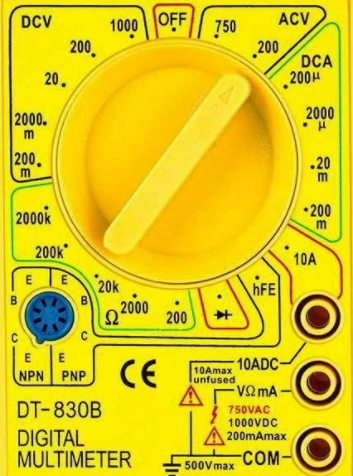 DCV 1000 OFF 750 ACV
200 200 DCA
20 200µ
2000 m 2000 µ
200 m 20 m
2000k 200 m
200k 10A
20k hFE
Ω 2000 200
E E
B B
C C
E E
NPN PNP
CE
10Amax
unfused
10ADC
VΩmA
750VAC
1000VDC
200mAmax
500Vmax COM
DT-830B
DIGITAL
MULTIMETER